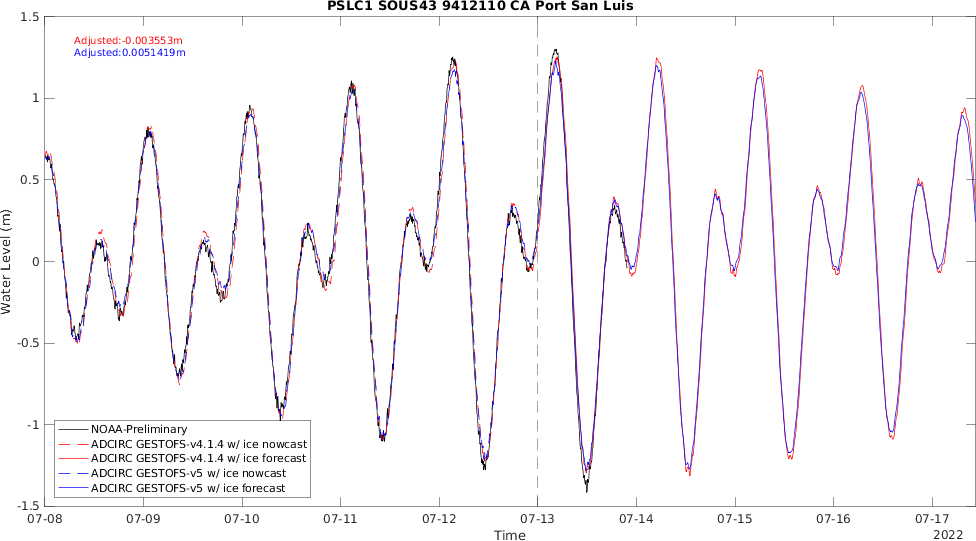 PSLC1 SOUS43 9412110 CA Port San Luis
1.5
Adjusted:-0.003553m
Adjusted:0.0051419m
1
0.5
0
-0.5
-1
-1.5
Water Level (m)
NOAA-Preliminary
ADCIRC GESTOFS-v4.1.4 w/ ice nowcast
ADCIRC GESTOFS-v4.1.4 w/ ice forecast
ADCIRC GESTOFS-v5 w/ ice nowcast
ADCIRC GESTOFS-v5 w/ ice forecast
07-08 07-09 07-10 07-11 07-12 07-13 07-14 07-15 07-16 07-17
Time
2022